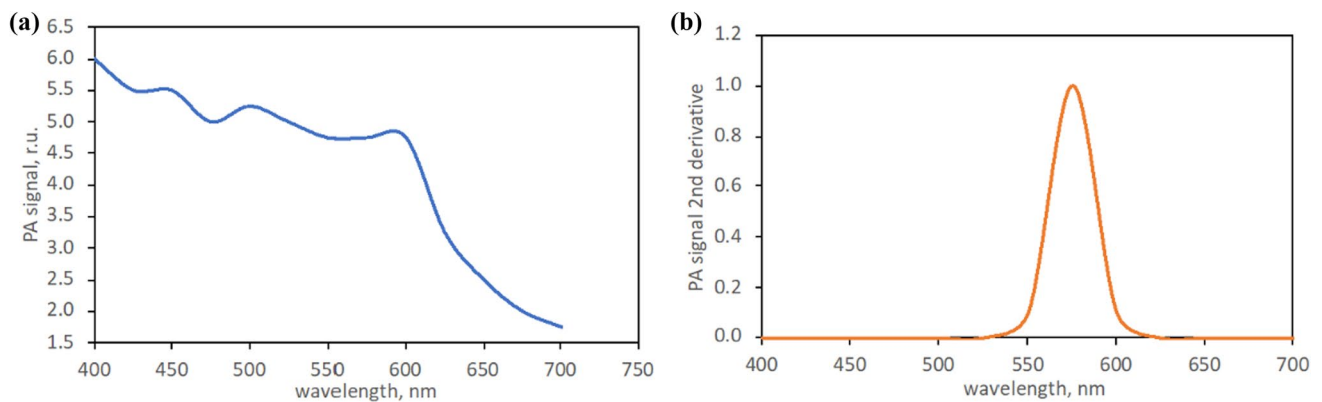 (a)
6.5
6.0
5.5
5.0
4.5
4.0
3.5
3.0
2.5
2.0
1.5
PA signal, r.u.
400 450 500 550 600 650 700 750
wavelength, nm
(b)
1.2
1.0
0.8
0.6
0.4
0.2
0.0
PA signal 2nd derivative
400 450 500 550 600 650 700
wavelength, nm